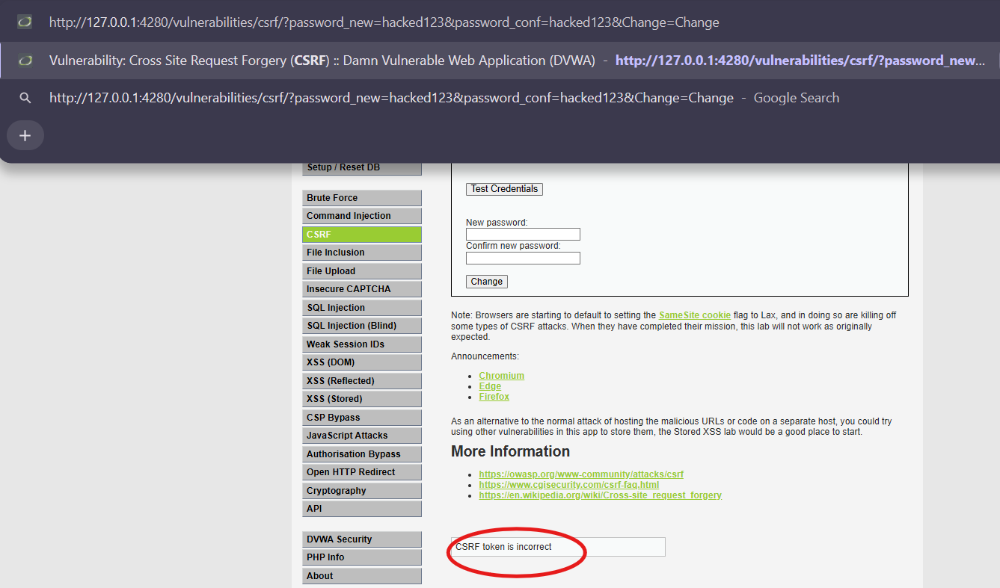 http://127.0.0.1:4280/vulnerabilities/csrf/?password_new=hacked123&password_conf=hacked123&Change=Change
Vulnerability: Cross Site Request Forgery (CSRF) :: Damn Vulnerable Web Application (DVWA) - http://127.0.0.1:4280/vulnerabilities/csrf/?password_new...
http://127.0.0.1:4280/vulnerabilities/csrf/?password_new=hacked123&password_conf=hacked123&Change=Change - Google Search
Setup / Reset DB
Brute Force
Command Injection
CSRF
File Inclusion
File Upload
Insecure CAPTCHA
SQL Injection
SQL Injection (Blind)
Weak Session IDs
XSS (DOM)
XSS (Reflected)
XSS (Stored)
CSP Bypass
JavaScript Attacks
Authorisation Bypass
Open HTTP Redirect
Cryptography
API
DVWA Security
PHP Info
About
Test Credentials
New password:
Confirm new password:
Change
Note: Browsers are starting to default to setting the SameSite cookie flag to Lax, and in doing so are killing off
some types of CSRF attacks. When they have completed their mission, this lab will not work as originally
expected.
Announcements:
Chromium
Edge
Firefox
As an alternative to the normal attack of hosting the malicious URLs or code on a separate host, you could try
using other vulnerabilities in this app to store them, the Stored XSS lab would be a good place to start.
More Information
https://owasp.org/www-community/attacks/csrf
https://www.cgisecurity.com/csrf-faq.html
https://en.wikipedia.org/wiki/Cross-site_request_forgery
CSRF token is incorrect